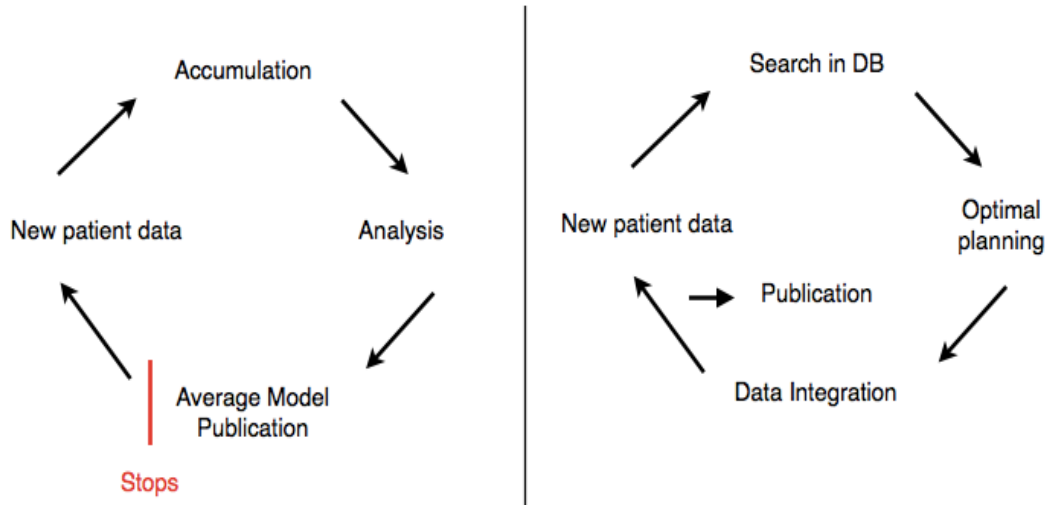 Accumulation
New patient data
Analysis
Average Model
Publication
Stops
Search in DB
New patient data
Optimal
planning
Publication
Data Integration